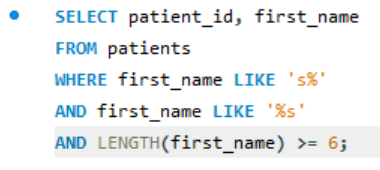 SELECT patient_id, first_name
FROM patients
WHERE first_name LIKE 's%'
AND first_name LIKE '%s'
AND LENGTH(first_name) >= 6;